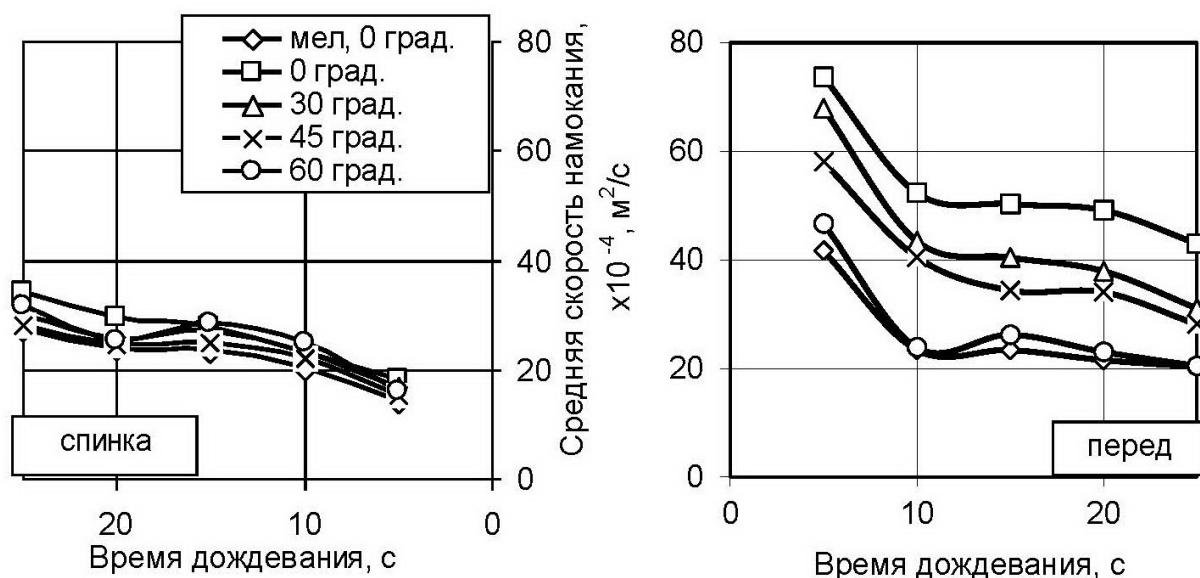 мел, 0 град.
0 град.
30 град.
45 град.
60 град.
80
60
40
20
0
Средняя скорость намокания,
х10⁻⁴, м²/с
спинка
20
10
0
Время дождевания, с
80
60
40
20
0
перед
0
10
20
Время дождевания, с